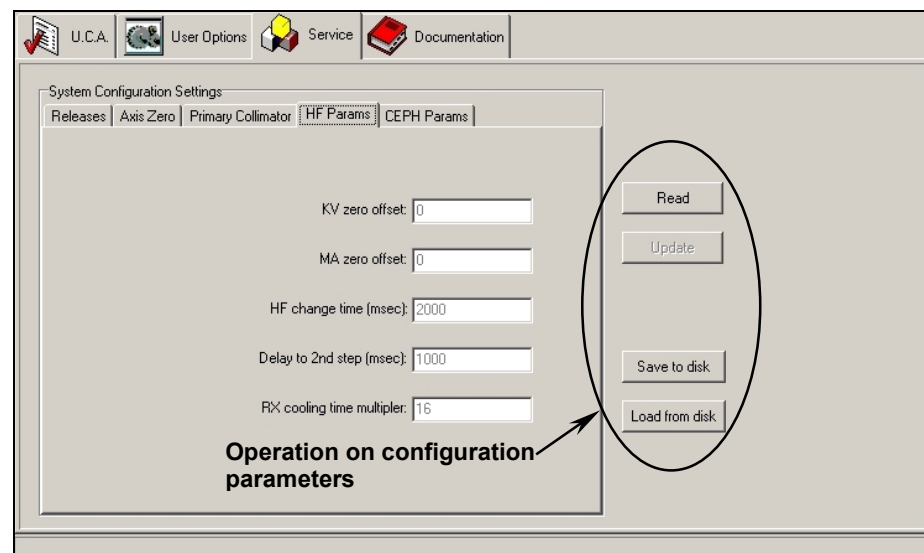 U.C.A. User Options Service Documentation
System Configuration Settings
Releases Axis Zero Primary Collimator HF Params CEPH Params
KV zero offset: 0
MA zero offset: 0
HF change time (msec): 2000
Delay to 2nd step (msec): 1000
RX cooling time multipler: 16
Read
Update
Save to disk
Load from disk
Operation on configuration
parameters